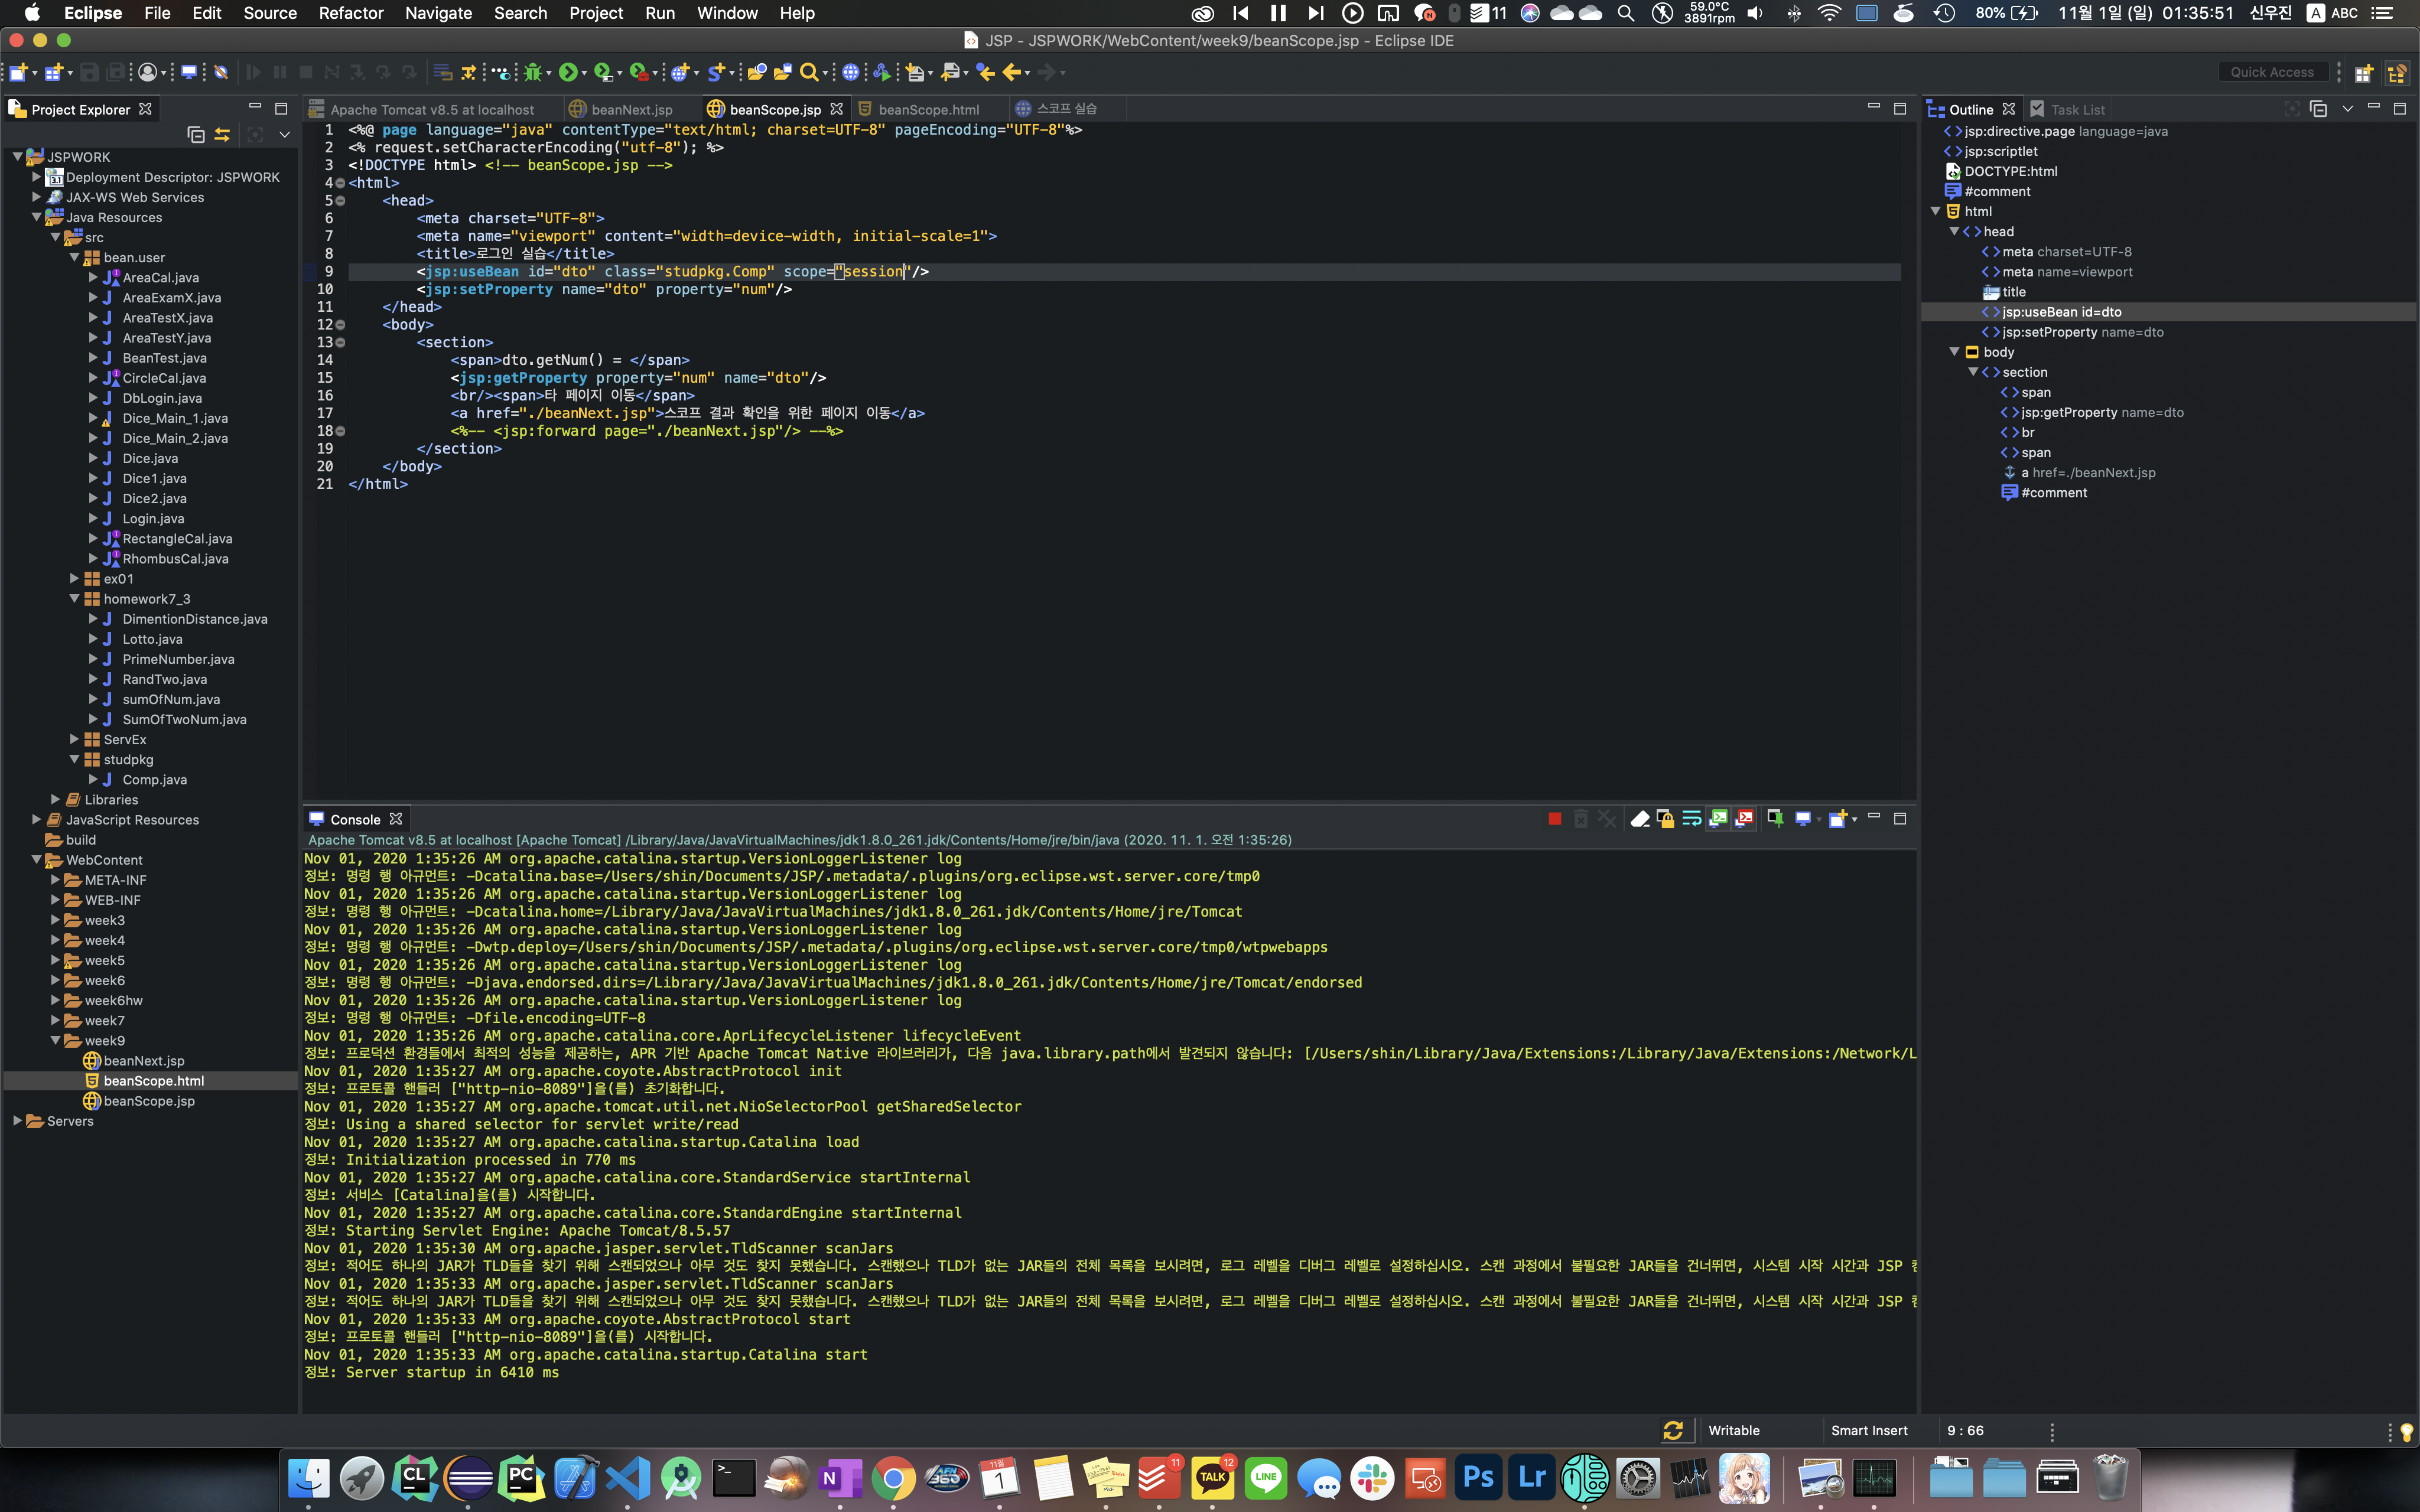 Eclipse File Edit Source Refactor Navigate Search Project Run Window Help
11 59.0°C 3891rpm 80% 11월 1일 (일) 01:35:51 신우진 A ABC
JSP - JSPWORK/WebContent/week9/beanScope.jsp - Eclipse IDE
Quick Access
Project Explorer
JSPWORK
Deployment Descriptor: JSPWORK
JAX-WS Web Services
Java Resources
src
bean.user
AreaCal.java
AreaExamX.java
AreaTestX.java
AreaTestY.java
BeanTest.java
CircleCal.java
DbLogin.java
Dice_Main_1.java
Dice_Main_2.java
Dice.java
Dice1.java
Dice2.java
Login.java
RectangleCal.java
RhombusCal.java
ex01
homework7_3
DimentionDistance.java
Lotto.java
PrimeNumber.java
RandTwo.java
sumOfNum.java
SumOfTwoNum.java
ServEx
studpkg
Comp.java
Libraries
JavaScript Resources
build
WebContent
META-INF
WEB-INF
week3
week4
week5
week6
week6hw
week7
week9
beanNext.jsp
beanScope.html
beanScope.jsp
Servers
Apache Tomcat v8.5 at localhost beanNext.jsp beanScope.jsp beanScope.html 스코프 실습
1 <%@ page language="java" contentType="text/html; charset=UTF-8" pageEncoding="UTF-8"%>
2 <% request.setCharacterEncoding("utf-8"); %>
3 <!DOCTYPE html> <!-- beanScope.jsp -->
4 <html>
5 <head>
6 <meta charset="UTF-8">
7 <meta name="viewport" content="width=device-width, initial-scale=1">
8 <title>로그인 실습</title>
9 <jsp:useBean id="dto" class="studpkg.Comp" scope="session"/>
10 <jsp:setProperty name="dto" property="num"/>
11 </head>
12 <body>
13 <section>
14 <span>dto.getNum() = </span>
15 <jsp:getProperty property="num" name="dto"/>
16 <br/><span>타 페이지 이동</span>
17 <a href="./beanNext.jsp">스코프 결과 확인을 위한 페이지 이동</a>
18 <%-- <jsp:forward page="./beanNext.jsp"/> --%>
19 </section>
20 </body>
21 </html>
Outline Task List
jsp:directive.page language=java
jsp:scriptlet
DOCTYPE:html
#comment
html
head
meta charset=UTF-8
meta name=viewport
title
jsp:useBean id=dto
jsp:setProperty name=dto
body
section
span
jsp:getProperty name=dto
br
span
a href=./beanNext.jsp
#comment
Console
Apache Tomcat v8.5 at localhost [Apache Tomcat] /Library/Java/JavaVirtualMachines/jdk1.8.0_261.jdk/Contents/Home/jre/bin/java (2020. 11. 1. 오전 1:35:26)
Nov 01, 2020 1:35:26 AM org.apache.catalina.startup.VersionLoggerListener log
정보: 명령 행 아규먼트: -Dcatalina.base=/Users/shin/Documents/JSP/.metadata/.plugins/org.eclipse.wst.server.core/tmp0
Nov 01, 2020 1:35:26 AM org.apache.catalina.startup.VersionLoggerListener log
정보: 명령 행 아규먼트: -Dcatalina.home=/Library/Java/JavaVirtualMachines/jdk1.8.0_261.jdk/Contents/Home/jre/Tomcat
Nov 01, 2020 1:35:26 AM org.apache.catalina.startup.VersionLoggerListener log
정보: 명령 행 아규먼트: -Dwtp.deploy=/Users/shin/Documents/JSP/.metadata/.plugins/org.eclipse.wst.server.core/tmp0/wtpwebapps
Nov 01, 2020 1:35:26 AM org.apache.catalina.startup.VersionLoggerListener log
정보: 명령 행 아규먼트: -Djava.endorsed.dirs=/Library/Java/JavaVirtualMachines/jdk1.8.0_261.jdk/Contents/Home/jre/Tomcat/endorsed
Nov 01, 2020 1:35:26 AM org.apache.catalina.startup.VersionLoggerListener log
정보: 명령 행 아규먼트: -Dfile.encoding=UTF-8
Nov 01, 2020 1:35:26 AM org.apache.catalina.core.AprLifecycleListener lifecycleEvent
정보: 프로덕션 환경들에서 최적의 성능을 제공하는, APR 기반 Apache Tomcat Native 라이브러리가, 다음 java.library.path에서 발견되지 않습니다: [/Users/shin/Library/Java/Extensions:/Library/Java/Extensions:/Network/L
Nov 01, 2020 1:35:27 AM org.apache.coyote.AbstractProtocol init
정보: 프로토콜 핸들러 ["http-nio-8089"]을(를) 초기화합니다.
Nov 01, 2020 1:35:27 AM org.apache.tomcat.util.net.NioSelectorPool getSharedSelector
정보: Using a shared selector for servlet write/read
Nov 01, 2020 1:35:27 AM org.apache.catalina.startup.Catalina load
정보: Initialization processed in 770 ms
Nov 01, 2020 1:35:27 AM org.apache.catalina.core.StandardService startInternal
정보: 서비스 [Catalina]을(를) 시작합니다.
Nov 01, 2020 1:35:27 AM org.apache.catalina.core.StandardEngine startInternal
정보: Starting Servlet Engine: Apache Tomcat/8.5.57
Nov 01, 2020 1:35:30 AM org.apache.jasper.servlet.TldScanner scanJars
정보: 적어도 하나의 JAR가 TLD들을 찾기 위해 스캔되었으나 아무 것도 찾지 못했습니다. 스캔했으나 TLD가 없는 JAR들의 전체 목록을 보시려면, 로그 레벨을 디버그 레벨로 설정하십시오. 스캔 과정에서 불필요한 JAR들을 건너뛰면, 시스템 시작 시간과 JSP 컴
Nov 01, 2020 1:35:33 AM org.apache.jasper.servlet.TldScanner scanJars
정보: 적어도 하나의 JAR가 TLD들을 찾기 위해 스캔되었으나 아무 것도 찾지 못했습니다. 스캔했으나 TLD가 없는 JAR들의 전체 목록을 보시려면, 로그 레벨을 디버그 레벨로 설정하십시오. 스캔 과정에서 불필요한 JAR들을 건너뛰면, 시스템 시작 시간과 JSP 컴
Nov 01, 2020 1:35:33 AM org.apache.coyote.AbstractProtocol start
정보: 프로토콜 핸들러 ["http-nio-8089"]을(를) 시작합니다.
Nov 01, 2020 1:35:33 AM org.apache.catalina.startup.Catalina start
정보: Server startup in 6410 ms
Writable Smart Insert 9 : 66
CL PC N 360 11월 1 11 TALK 12 LINE Ps Lr